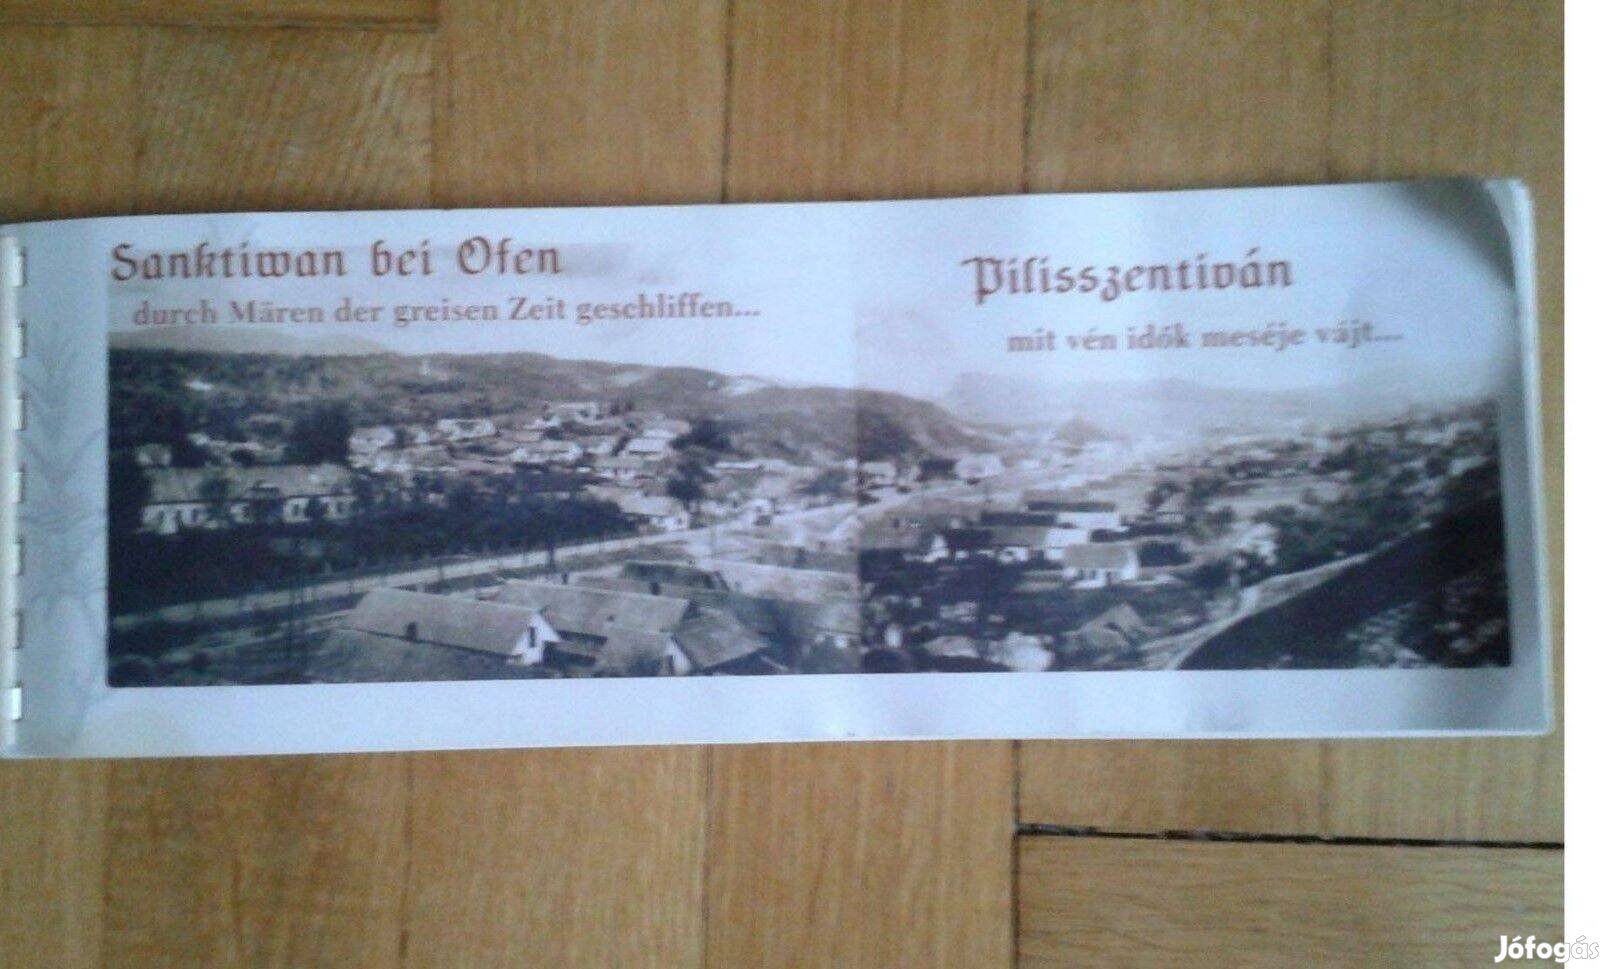 Sanktiwan bei Ofen
durch Mären der greisen Zeit geschliffen...
Pilisszentiván
mit vén idők meséje vájt...
Jófogás